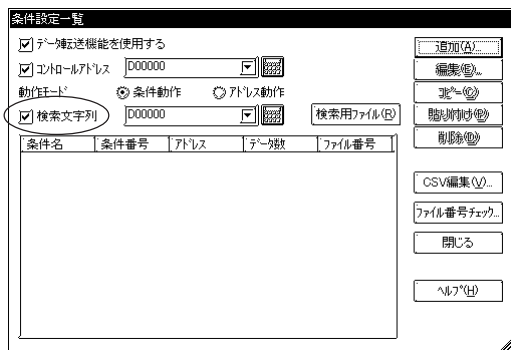 条件設定一覧
データ転送機能を使用する
追加(A)...
コントロールアドレス D00000
編集(E)...
動作モード 条件動作 アドレス動作
コピー(C)
検索文字列 D00000 検索用ファイル(R)
貼り付け(P)
条件名 条件番号 アドレス データ数 ファイル番号
削除(D)
CSV編集(V)...
ファイル番号チェック...
閉じる
ヘルプ(H)